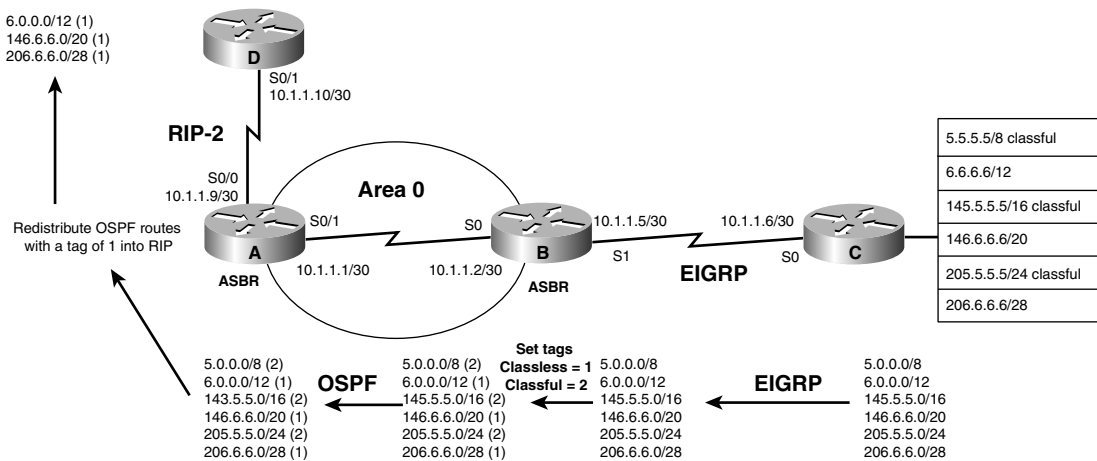 6.0.0.0/12 (1)
146.6.6.0/20 (1)
206.6.6.0/28 (1)
D
S0/1
10.1.1.10/30
RIP-2
S0/0
10.1.1.9/30
Area 0
Redistribute OSPF routes
with a tag of 1 into RIP
A
ASBR
S0/1
10.1.1.1/30
S0
10.1.1.2/30
B
ASBR
10.1.1.5/30
S1
EIGRP
10.1.1.6/30
S0
C
5.5.5.5/8 classful
6.6.6.6/12
145.5.5.5/16 classful
146.6.6.6/20
205.5.5.5/24 classful
206.6.6.6/28
5.0.0.0/8 (2)
6.0.0.0/12 (1)
143.5.5.0/16 (2)
146.6.6.0/20 (1)
205.5.5.0/24 (2)
206.6.6.0/28 (1)
OSPF
5.0.0.0/8 (2)
6.0.0.0/12 (1)
145.5.5.0/16 (2)
146.6.6.0/20 (1)
205.5.5.0/24 (2)
206.6.6.0/28 (1)
Set tags
Classless = 1
Classful = 2
5.0.0.0/8
6.0.0.0/12
145.5.5.0/16
146.6.6.0/20
205.5.5.0/24
206.6.6.0/28
EIGRP
5.0.0.0/8
6.0.0.0/12
145.5.5.0/16
146.6.6.0/20
205.5.5.0/24
206.6.6.0/28